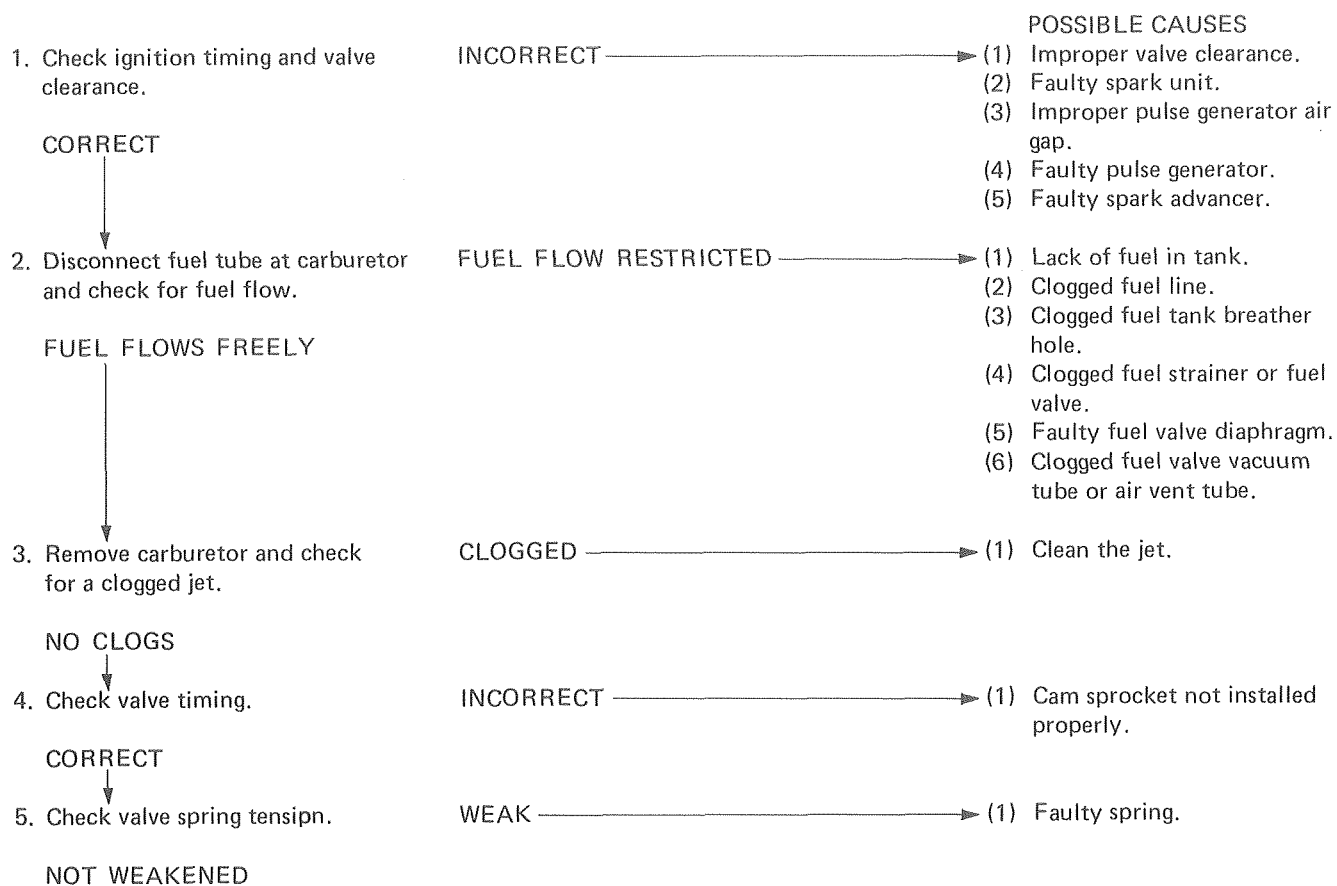 POSSIBLE CAUSES
1. Check ignition timing and valve
clearance.
INCORRECT
(1) Improper valve clearance.
(2) Faulty spark unit.
(3) Improper pulse generator air
gap.
(4) Faulty pulse generator.
(5) Faulty spark advancer.
CORRECT
2. Disconnect fuel tube at carburetor
and check for fuel flow.
FUEL FLOW RESTRICTED
(1) Lack of fuel in tank.
(2) Clogged fuel line.
(3) Clogged fuel tank breather
hole.
(4) Clogged fuel strainer or fuel
valve.
(5) Faulty fuel valve diaphragm.
(6) Clogged fuel valve vacuum
tube or air vent tube.
FUEL FLOWS FREELY
3. Remove carburetor and check
for a clogged jet.
CLOGGED
(1) Clean the jet.
NO CLOGS
4. Check valve timing.
INCORRECT
(1) Cam sprocket not installed
properly.
CORRECT
5. Check valve spring tensipn.
WEAK
(1) Faulty spring.
NOT WEAKENED